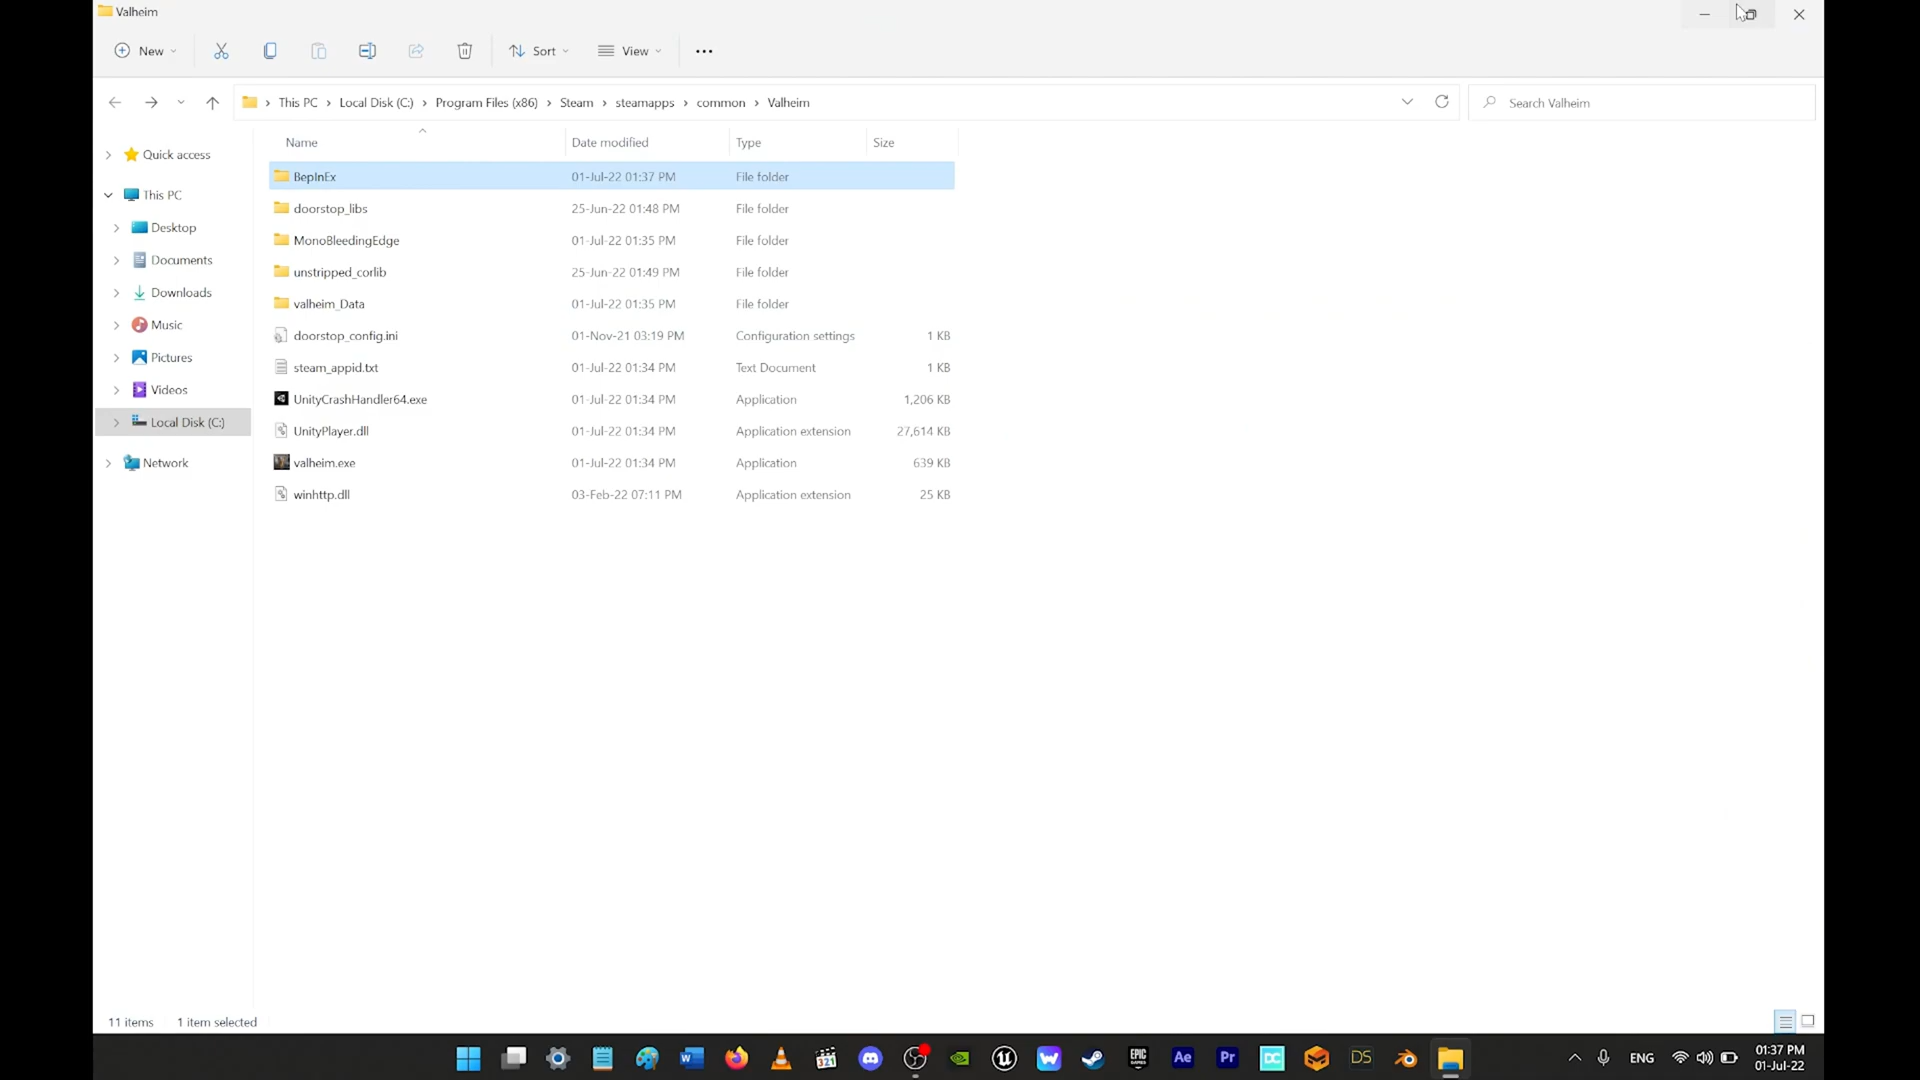 Valheim
New
Sort
View
This PC > Local Disk (C:) > Program Files (x86) > Steam > steamapps > common > Valheim
Search Valheim
Quick access
This PC
Desktop
Documents
Downloads
Music
Pictures
Videos
Local Disk (C:)
Network
Name Date modified Type Size
BepInEx 01-Jul-22 01:37 PM File folder
doorstop_libs 25-Jun-22 01:48 PM File folder
MonoBleedingEdge 01-Jul-22 01:35 PM File folder
unstripped_corlib 25-Jun-22 01:49 PM File folder
valheim_Data 01-Jul-22 01:35 PM File folder
doorstop_config.ini 01-Nov-21 03:19 PM Configuration settings 1 KB
steam_appid.txt 01-Jul-22 01:34 PM Text Document 1 KB
UnityCrashHandler64.exe 01-Jul-22 01:34 PM Application 1,206 KB
UnityPlayer.dll 01-Jul-22 01:34 PM Application extension 27,614 KB
valheim.exe 01-Jul-22 01:34 PM Application 639 KB
winhttp.dll 03-Feb-22 07:11 PM Application extension 25 KB
11 items 1 item selected
W
321
U
W
EPIC GAMES
Ae
Pr
DC
DS
ENG
01:37 PM
01-Jul-22